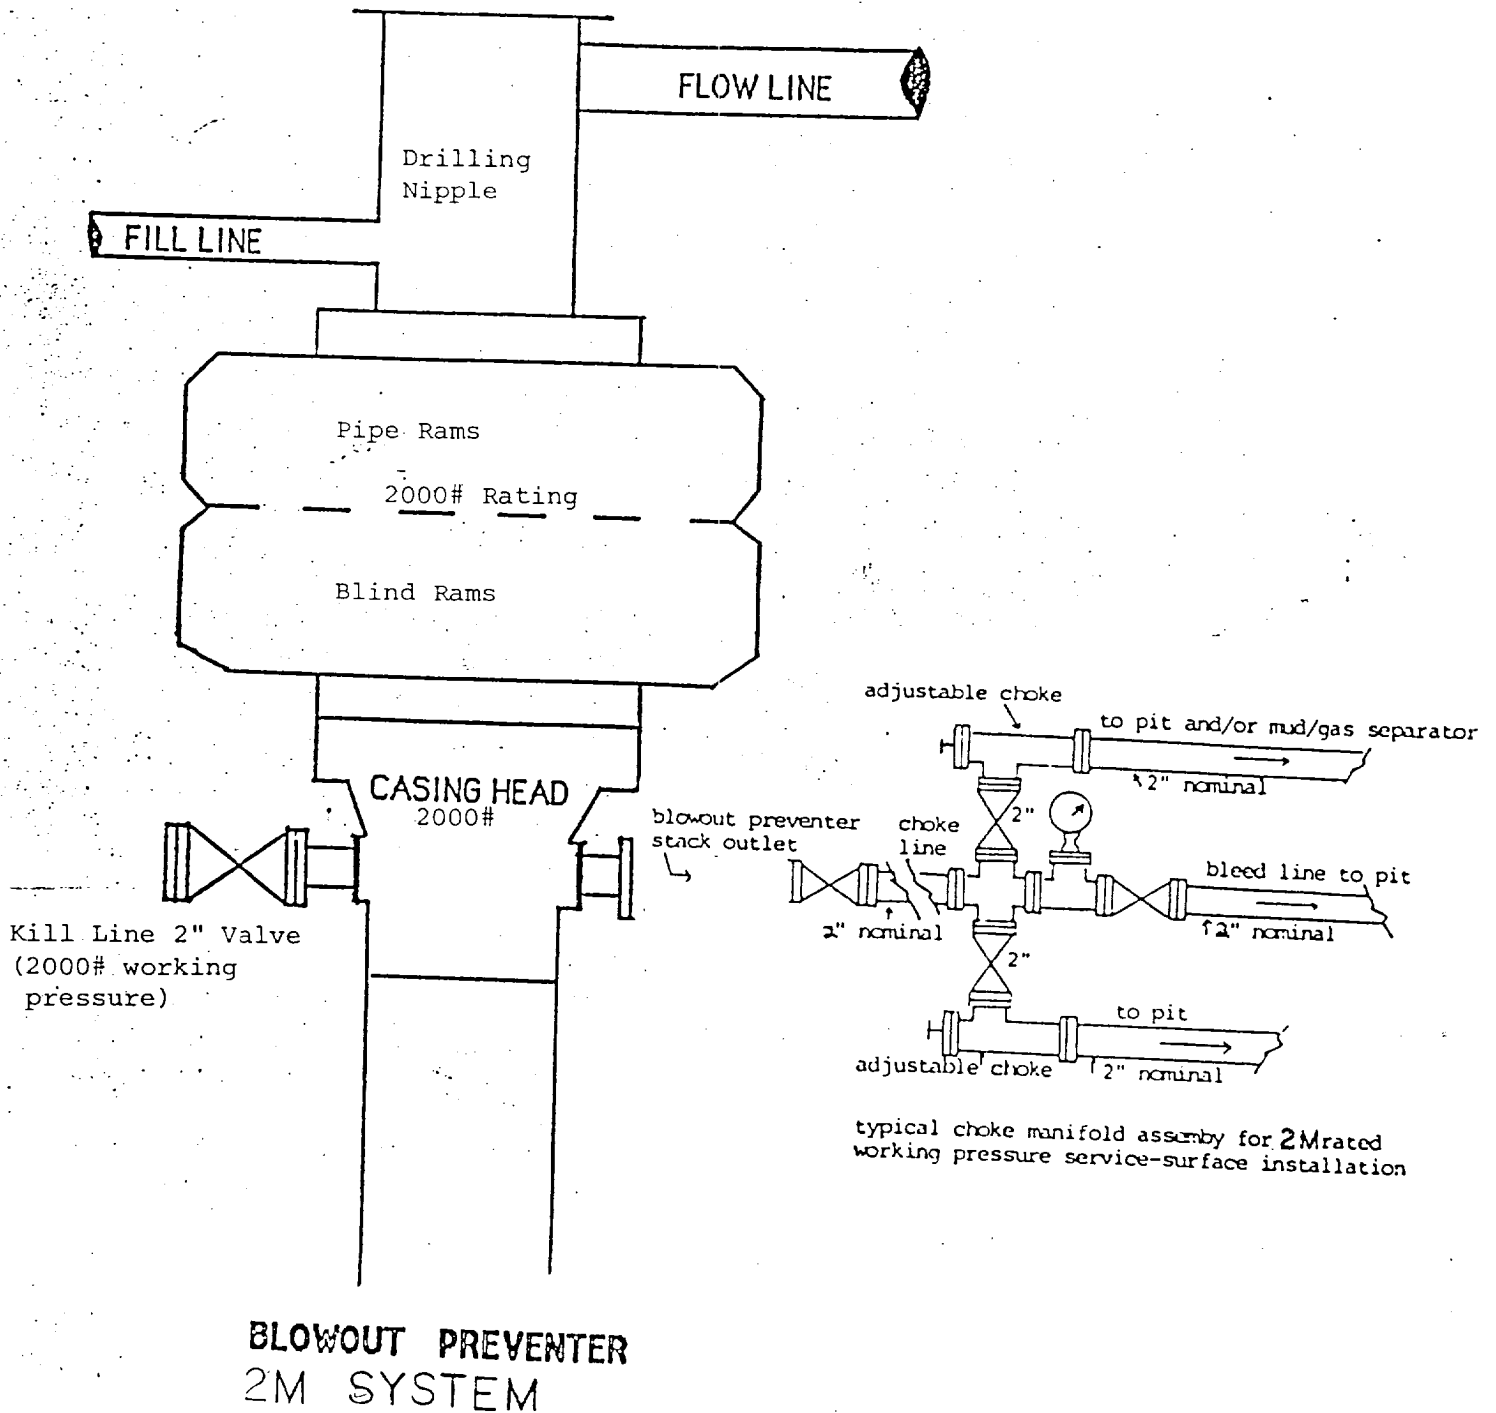 FLOW LINE
Drilling
Nipple
FILL LINE
Pipe Rams
2000# Rating
Blind Rams
CASING HEAD
2000#
Kill Line 2" Valve
(2000# working
pressure)
blowout preventer
stack outlet
adjustable choke
to pit and/or mud/gas separator
2" nominal
2"
choke
line
bleed line to pit
2" nominal
2" nominal
2"
to pit
adjustable choke
2" nominal
typical choke manifold assemby for 2M rated
working pressure service-surface installation
BLOWOUT PREVENTER
2M SYSTEM